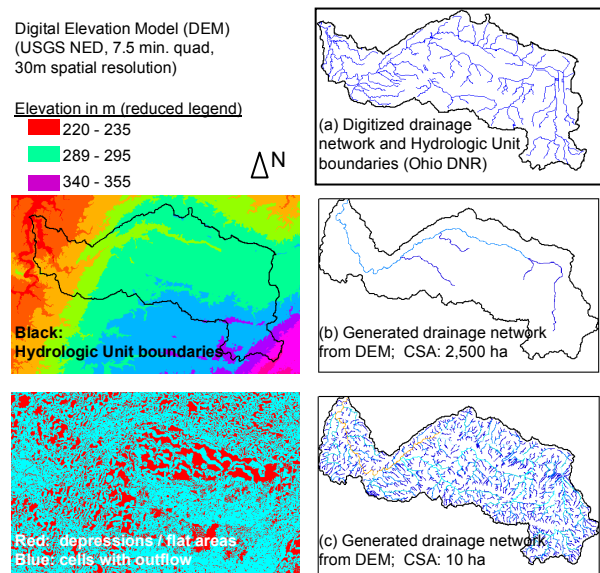 Digital Elevation Model (DEM)
(USGS NED, 7.5 min. quad,
30m spatial resolution)
Elevation in m (reduced legend)
220 - 235
289 - 295
340 - 355
N
(a) Digitized drainage
network and Hydrologic Unit
boundaries (Ohio DNR)
Black:
Hydrologic Unit boundaries
(b) Generated drainage network
from DEM; CSA: 2,500 ha
Red: depressions / flat areas
Blue: cells with outflow
(c) Generated drainage network
from DEM; CSA: 10 ha